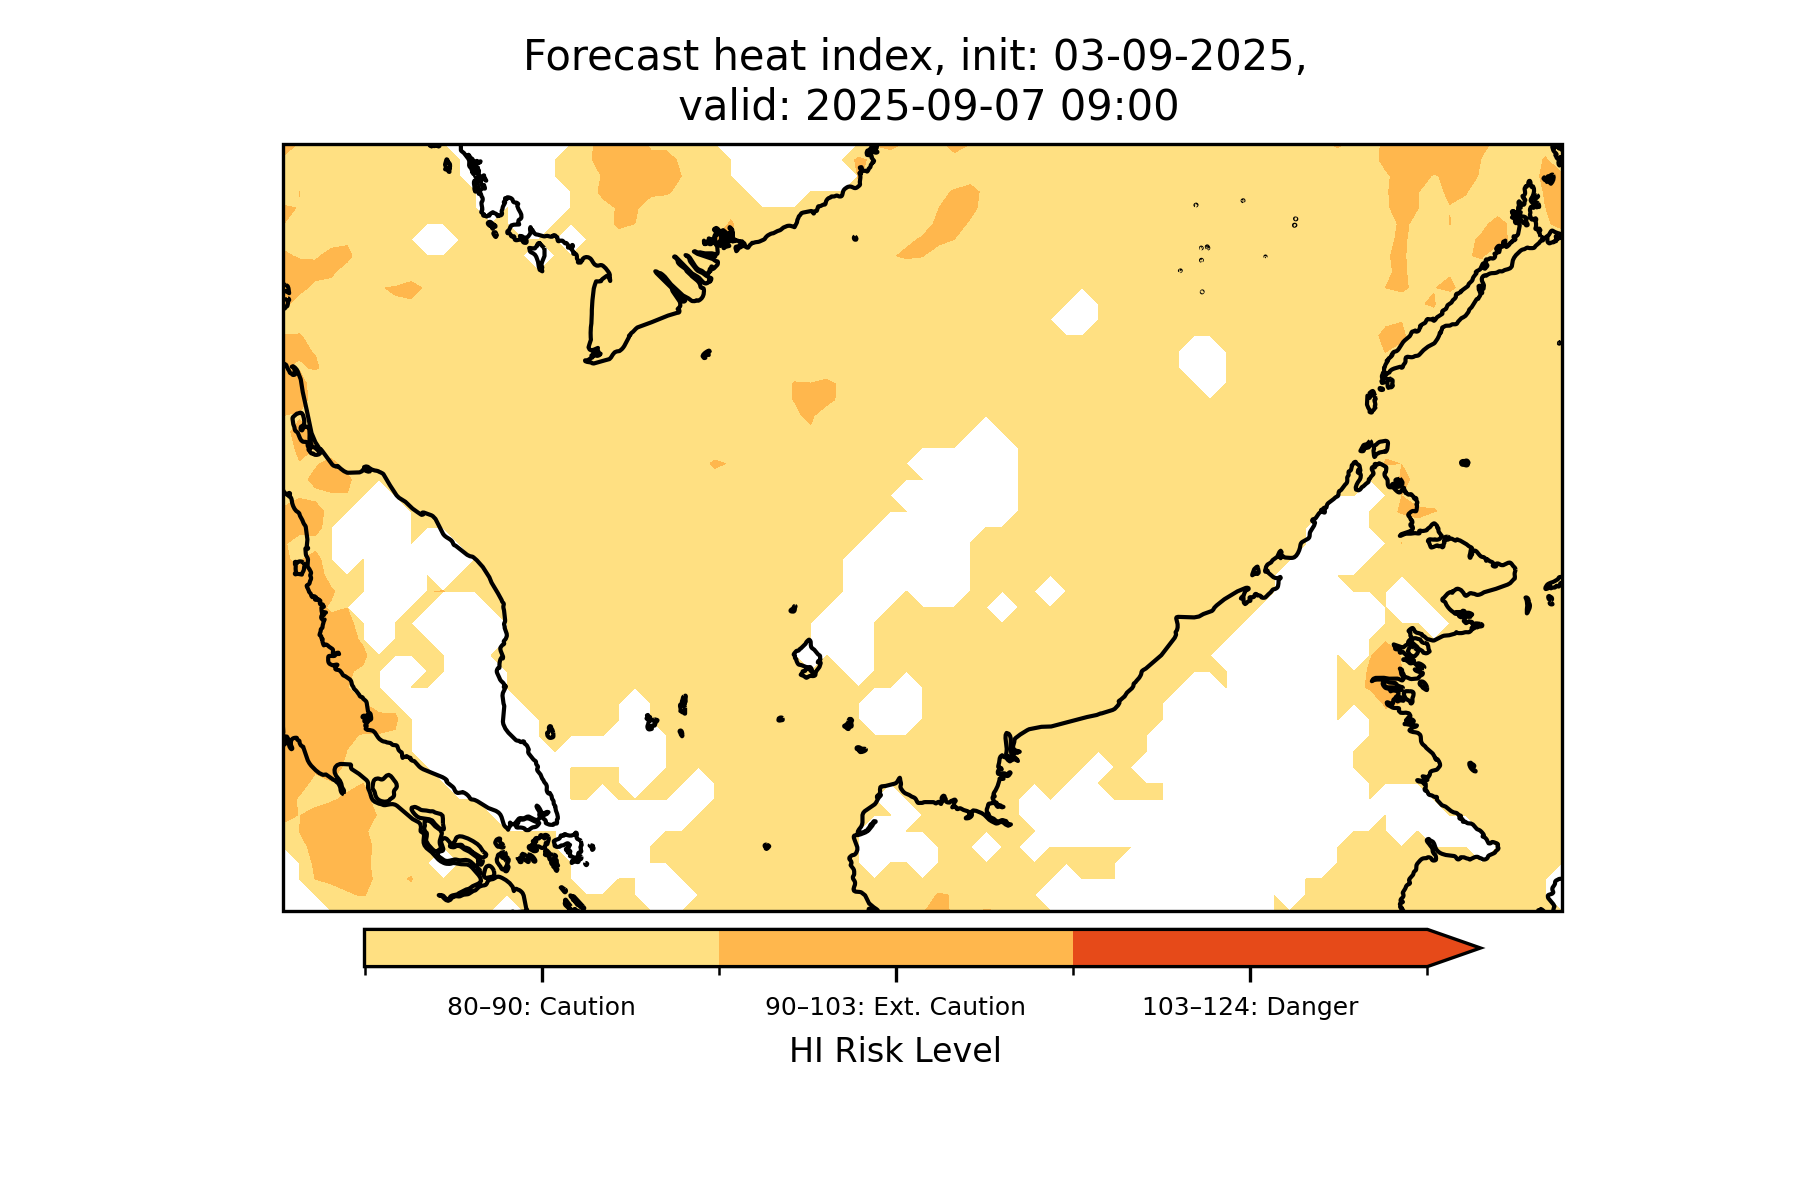 Forecast heat index, init: 03-09-2025,
valid: 2025-09-07 09:00
80–90: Caution
90–103: Ext. Caution
103–124: Danger
HI Risk Level